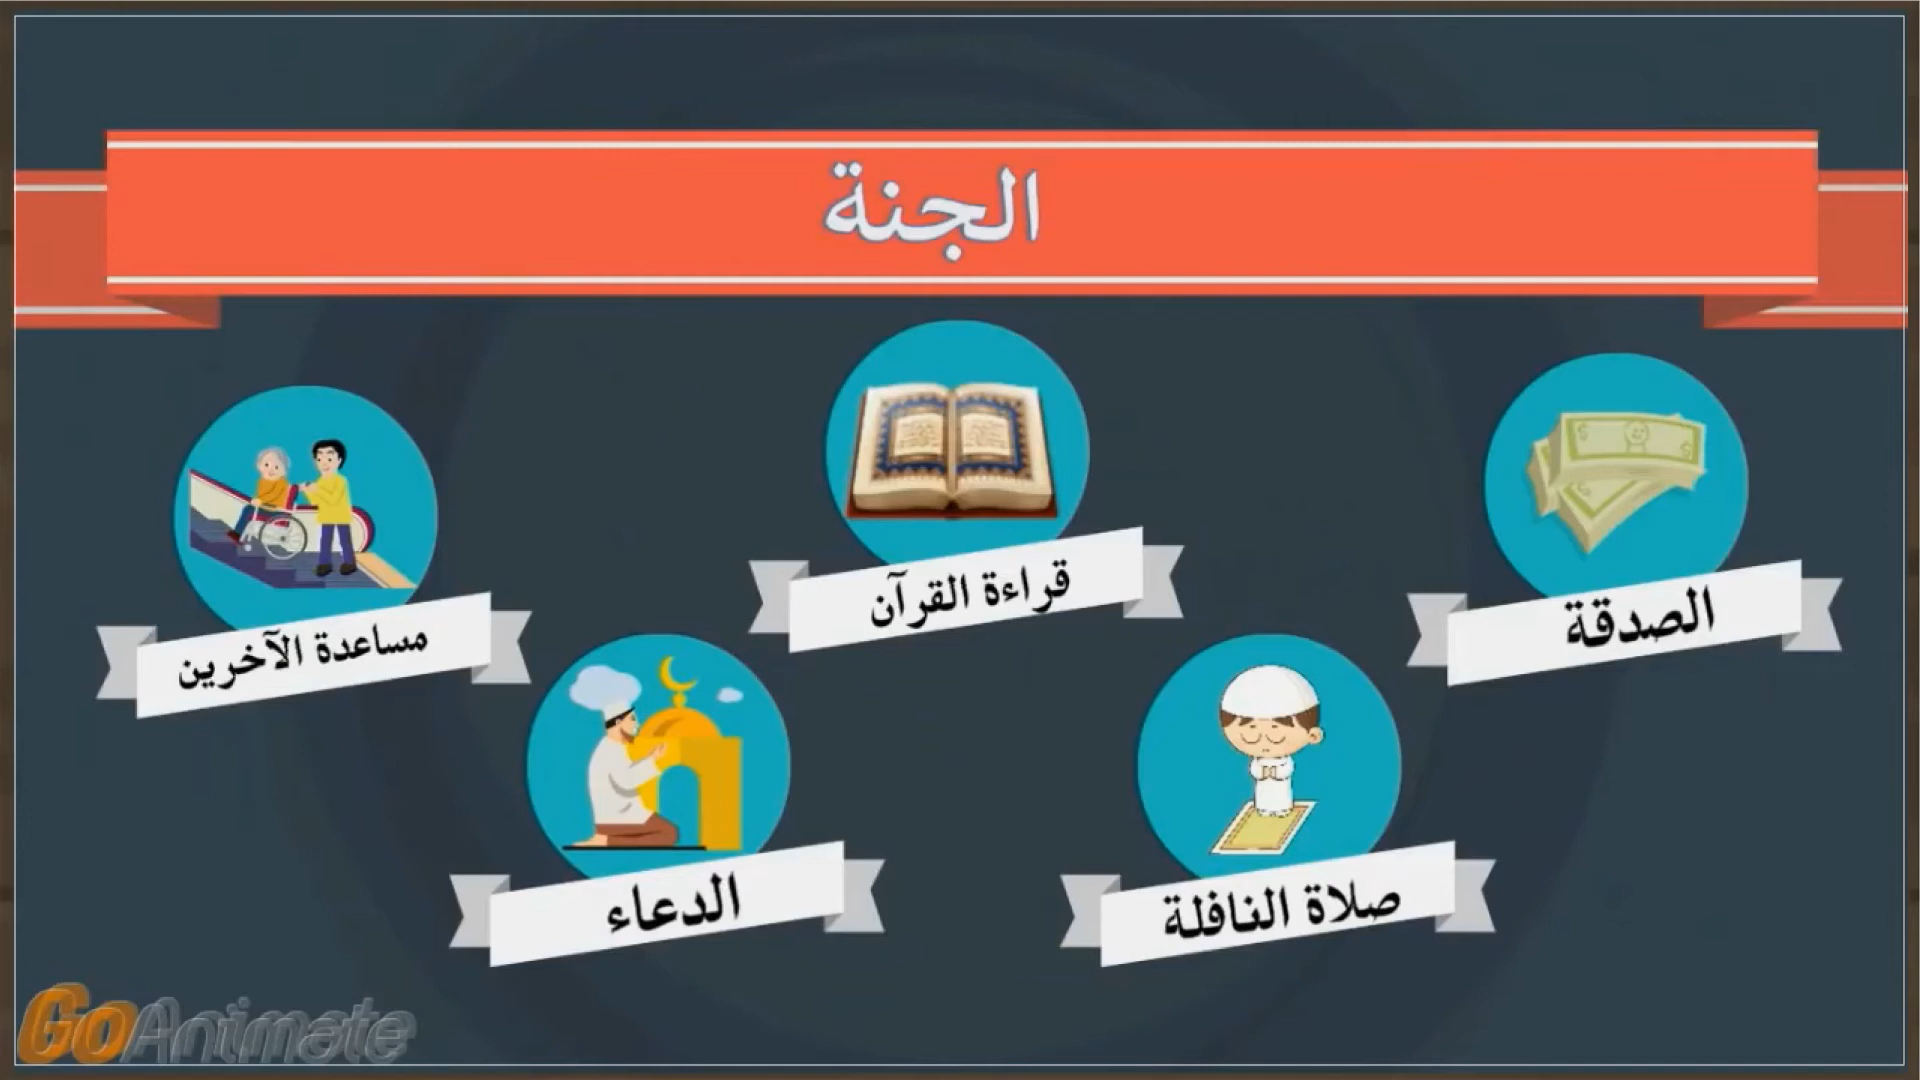 الجنة
الصدقة
قراءة القرآن
مساعدة الآخرين
صلاة النافلة
الدعاء
GoAnimate